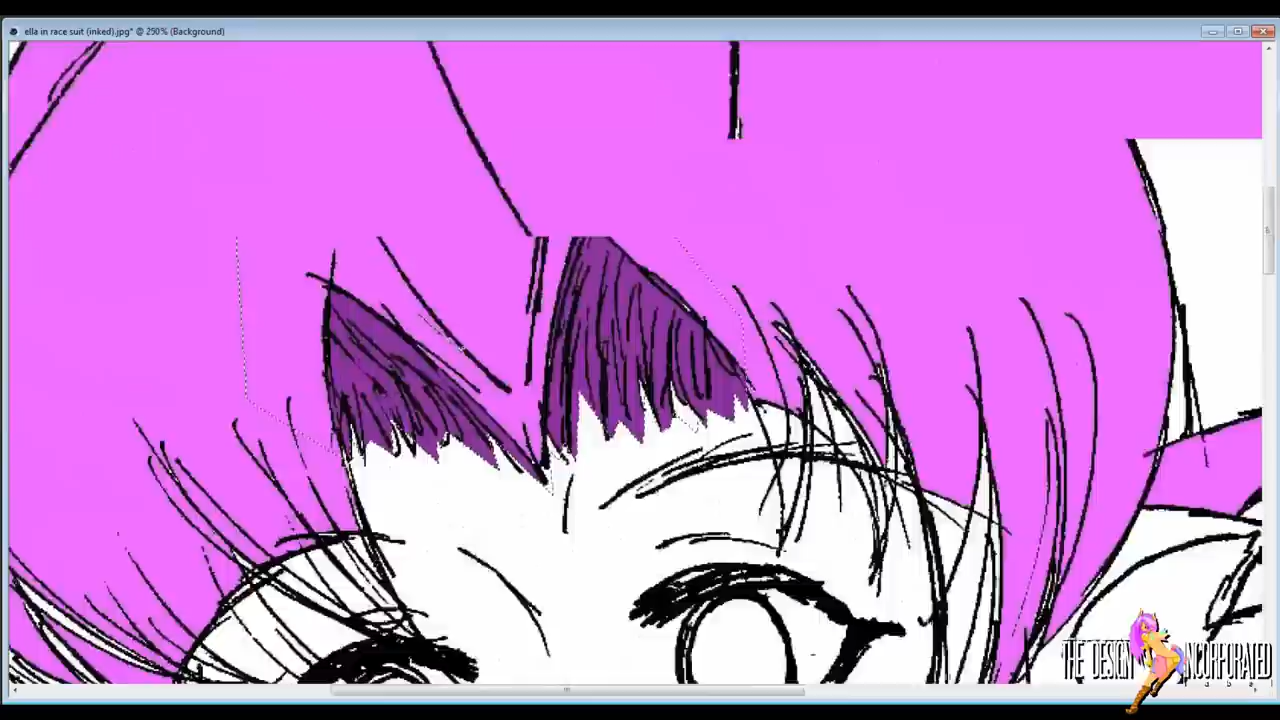 ella in race suit (inked).jpg* @ 250% (Background)
THE DESIGN INCORPORATED